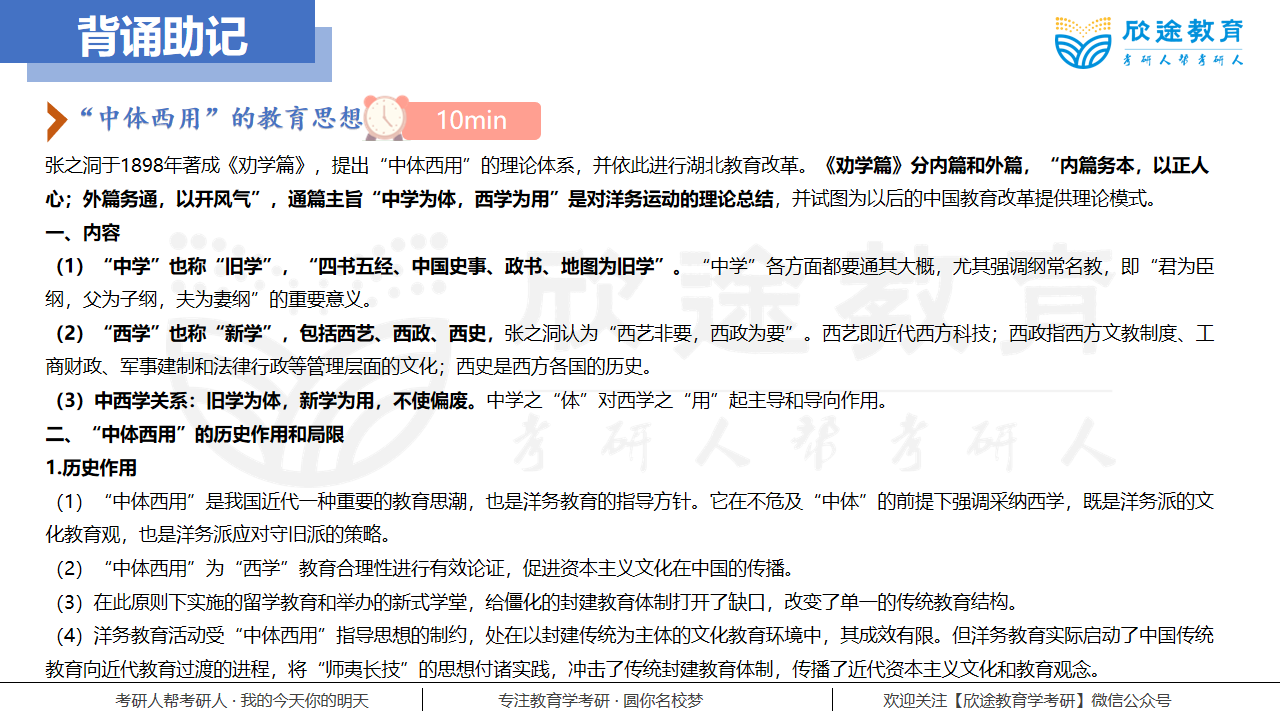 背诵助记
欣途教育
考研人帮考研人
“中体西用”的教育思想
10min
张之洞于1898年著成《劝学篇》，提出“中体西用”的理论体系，并依此进行湖北教育改革。《劝学篇》分内篇和外篇，“内篇务本，以正人
心；外篇务通，以开风气”，通篇主旨“中学为体，西学为用”是对洋务运动的理论总结，并试图为以后的中国教育改革提供理论模式。
一、内容
（1）“中学”也称“旧学”，“四书五经、中国史事、政书、地图为旧学”。“中学”各方面都要通其大概，尤其强调纲常名教，即“君为臣
纲，父为子纲，夫为妻纲”的重要意义。
（2）“西学”也称“新学”，包括西艺、西政、西史，张之洞认为“西艺非要，西政为要”。西艺即近代西方科技；西政指西方文教制度、工
商财政、军事建制和法律行政等管理层面的文化；西史是西方各国的历史。
（3）中西学关系：旧学为体，新学为用，不使偏废。中学之“体”对西学之“用”起主导和导向作用。
二、“中体西用”的历史作用和局限
1.历史作用
（1）“中体西用”是我国近代一种重要的教育思潮，也是洋务教育的指导方针。它在不危及“中体”的前提下强调采纳西学，既是洋务派的文
化教育观，也是洋务派应对守旧派的策略。
（2）“中体西用”为“西学”教育合理性进行有效论证，促进资本主义文化在中国的传播。
（3）在此原则下实施的留学教育和举办的新式学堂，给僵化的封建教育体制打开了缺口，改变了单一的传统教育结构。
（4）洋务教育活动受“中体西用”指导思想的制约，处在以封建传统为主体的文化教育环境中，其成效有限。但洋务教育实际启动了中国传统
教育向近代教育过渡的进程，将“师夷长技”的思想付诸实践，冲击了传统封建教育体制，传播了近代资本主义文化和教育观念。
欣途教育
考研人帮考研人
考研人帮考研人 · 我的今天你的明天
专注教育学考研 · 圆你名校梦
欢迎关注【欣途教育学考研】微信公众号